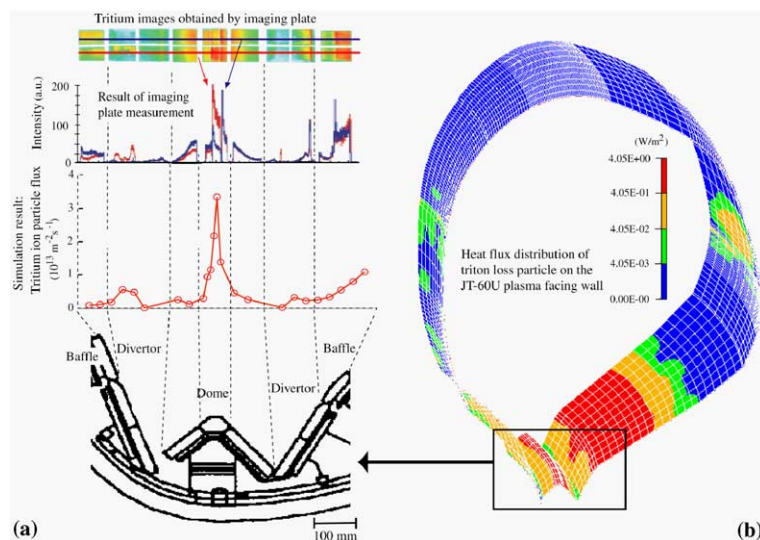 Tritium images obtained by imaging plate
(a)
Result of imaging
plate measurement
Intensity (a.u.)
200
100
0
Simulation result:
Tritium ion particle flux
(10¹³ m⁻²s⁻¹)
4
3
2
1
0
Baffle
Divertor
Dome
Divertor
Baffle
100 mm
(W/m²)
4.05E+00
4.05E-01
4.05E-02
4.05E-03
0.00E-00
Heat flux distribution of
triton loss particle on the
JT-60U plasma facing wall
(b)